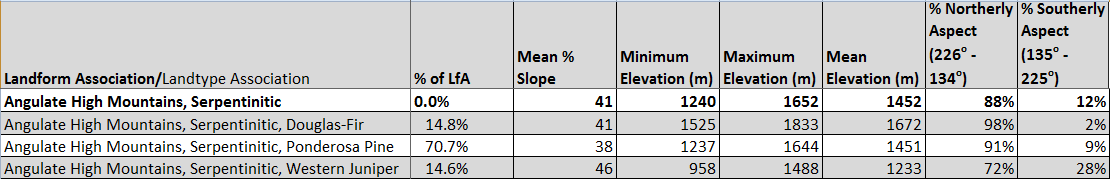 Landform Association/Landtype Association % of LfA Mean % Slope Minimum Elevation (m) Maximum Elevation (m) Mean Elevation (m) % Northerly Aspect (226° - 134°) % Southerly Aspect (135° - 225°)
Angulate High Mountains, Serpentinitic 0.0% 41 1240 1652 1452 88% 12%
Angulate High Mountains, Serpentinitic, Douglas-Fir 14.8% 41 1525 1833 1672 98% 2%
Angulate High Mountains, Serpentinitic, Ponderosa Pine 70.7% 38 1237 1644 1451 91% 9%
Angulate High Mountains, Serpentinitic, Western Juniper 14.6% 46 958 1488 1233 72% 28%